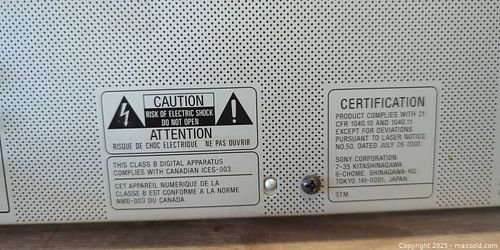 CAUTION
RISK OF ELECTRIC SHOCK
DO NOT OPEN
ATTENTION
RISQUE DE CHOC ELECTRIQUE NE PAS OUVRIR
THIS CLASS B DIGITAL APPARATUS
COMPLIES WITH CANADIAN ICES-003.
CET APPAREIL NUMERIQUE DE LA
CLASSE B EST CONFORME A LA NORME
NMB-003 DU CANADA.
CERTIFICATION
PRODUCT COMPLIES WITH 21
CFR 1040.10 AND 1040.11
EXCEPT FOR DEVIATIONS
PURSUANT TO LASER NOTICE
NO.50, DATED JULY 26 2001
SONY CORPORATION
7-35 KITASHINAGAWA
6-CHOME, SHINAGAWA-KU
TOKYO 141-0001, JAPAN
STM
Copyright © 2025 - maxsold.com